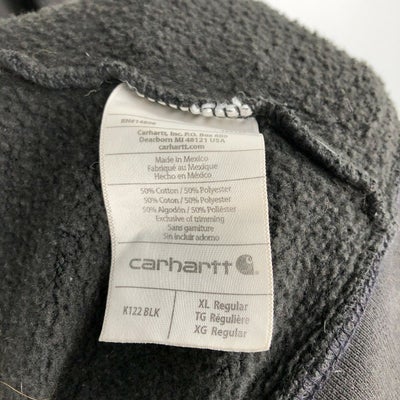 RN#14806
Carhartt, Inc. P.O. Box 600
Dearborn MI 48121 USA
carhartt.com
Made in Mexico
Fabriqué au Mexique
Hecho en México
50% Cotton / 50% Polyester
50% Coton / 50% Polyester
50% Algodón / 50% Poliéster
Exclusive of trimming
Sans garniture
Sin incluir adorno
carhartt
K122 BLK
XL Regular
TG Régulière
XG Regular